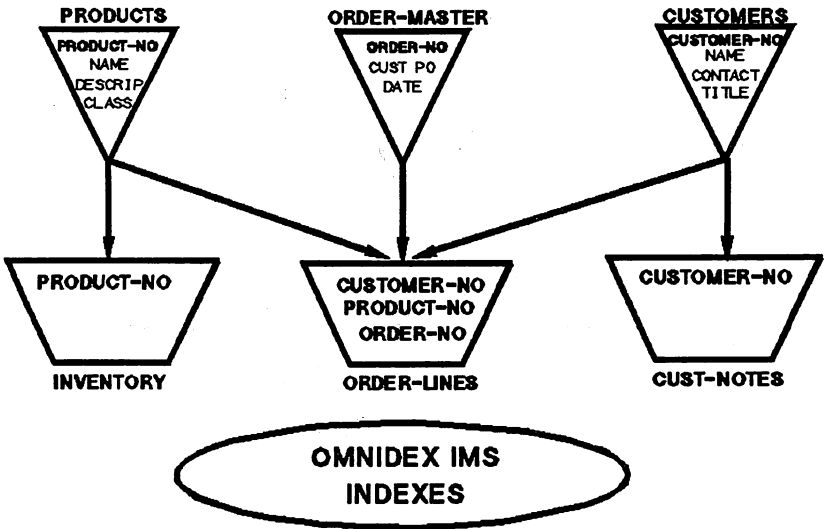 PRODUCTS
PRODUCT-NO
NAME
DESCRIP
CLASS
ORDER-MASTER
ORDER-NO
CUST PO
DATE
CUSTOMERS
CUSTOMER-NO
NAME
CONTACT
TITLE
PRODUCT-NO
INVENTORY
CUSTOMER-NO
PRODUCT-NO
ORDER-NO
ORDER-LINES
CUSTOMER-NO
CUST-NOTES
OMNIDEX IMS
INDEXES